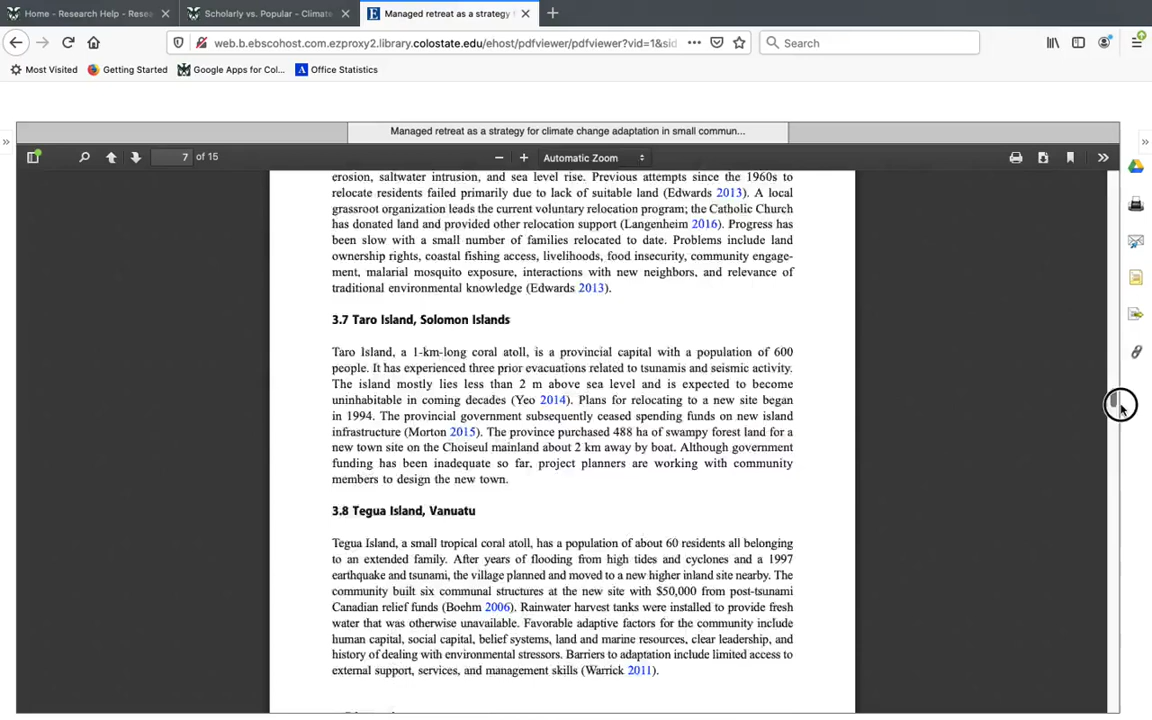 Home - Research Help - Resea
Scholarly vs. Popular - Climate
Managed retreat as a strategy f
web.b.ebscohost.com.ezproxy2.library.colostate.edu/ehost/pdfviewer/pdfviewer?vid=1&sid
Search
Most Visited
Getting Started
Google Apps for Col...
Office Statistics
Managed retreat as a strategy for climate change adaptation in small commun...
7 of 15
Automatic Zoom
erosion, saltwater intrusion, and sea level rise. Previous attempts since the 1960s to
relocate residents failed primarily due to lack of suitable land (Edwards 2013). A local
grassroot organization leads the current voluntary relocation program; the Catholic Church
has donated land and provided other relocation support (Langenheim 2016). Progress has
been slow with a small number of families relocated to date. Problems include land
ownership rights, coastal fishing access, livelihoods, food insecurity, community engage-
ment, malarial mosquito exposure, interactions with new neighbors, and relevance of
traditional environmental knowledge (Edwards 2013).
3.7 Taro Island, Solomon Islands
Taro Island, a 1-km-long coral atoll, is a provincial capital with a population of 600
people. It has experienced three prior evacuations related to tsunamis and seismic activity.
The island mostly lies less than 2 m above sea level and is expected to become
uninhabitable in coming decades (Yeo 2014). Plans for relocating to a new site began
in 1994. The provincial government subsequently ceased spending funds on new island
infrastructure (Morton 2015). The province purchased 488 ha of swampy forest land for a
new town site on the Choiseul mainland about 2 km away by boat. Although government
funding has been inadequate so far, project planners are working with community
members to design the new town.
3.8 Tegua Island, Vanuatu
Tegua Island, a small tropical coral atoll, has a population of about 60 residents all belonging
to an extended family. After years of flooding from high tides and cyclones and a 1997
earthquake and tsunami, the village planned and moved to a new higher inland site nearby. The
community built six communal structures at the new site with $50,000 from post-tsunami
Canadian relief funds (Boehm 2006). Rainwater harvest tanks were installed to provide fresh
water that was otherwise unavailable. Favorable adaptive factors for the community include
human capital, social capital, belief systems, land and marine resources, clear leadership, and
history of dealing with environmental stressors. Barriers to adaptation include limited access to
external support, services, and management skills (Warrick 2011).